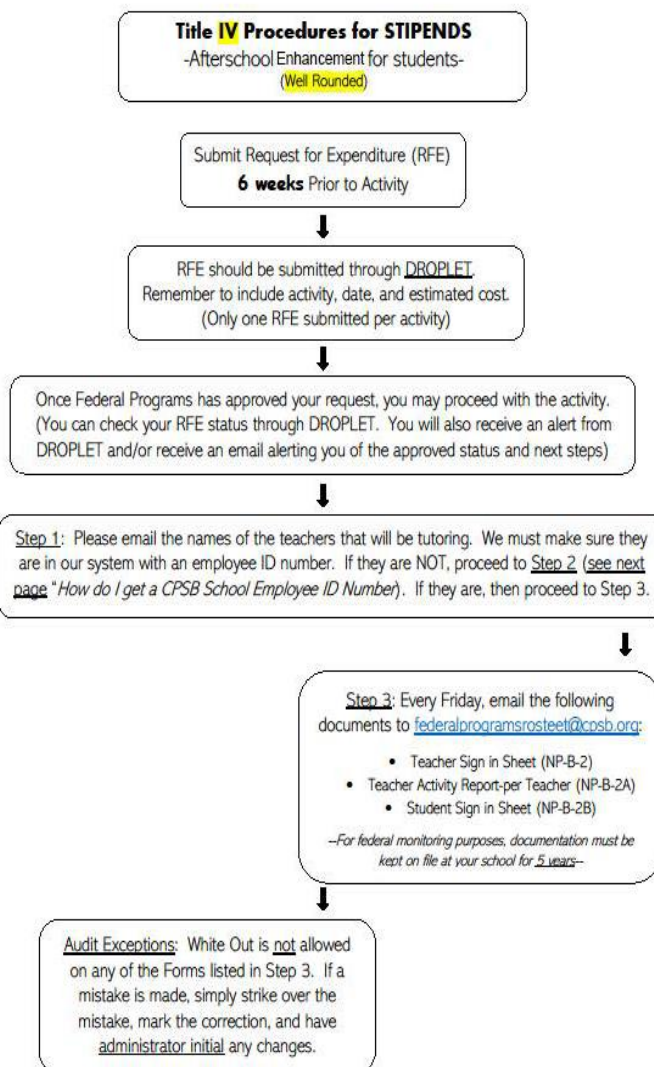 Title IV Procedures for STIPENDS
-Afterschool Enhancement for students-
(Well Rounded)
Submit Request for Expenditure (RFE)
6 weeks Prior to Activity
RFE should be submitted through DROPLET.
Remember to include activity, date, and estimated cost.
(Only one RFE submitted per activity)
Once Federal Programs has approved your request, you may proceed with the activity.
(You can check your RFE status through DROPLET. You will also receive an alert from
DROPLET and/or receive an email alerting you of the approved status and next steps)
Step 1: Please email the names of the teachers that will be tutoring. We must make sure they
are in our system with an employee ID number. If they are NOT, proceed to Step 2 (see next
page "How do I get a CPSB School Employee ID Number). If they are, then proceed to Step 3.
Step 3: Every Friday, email the following
documents to federalprogramsrosteet@cpsb.org:
• Teacher Sign in Sheet (NP-B-2)
• Teacher Activity Report-per Teacher (NP-B-2A)
• Student Sign in Sheet (NP-B-2B)
--For federal monitoring purposes, documentation must be
kept on file at your school for 5 years--
Audit Exceptions: White Out is not allowed
on any of the Forms listed in Step 3. If a
mistake is made, simply strike over the
mistake, mark the correction, and have
administrator initial any changes.